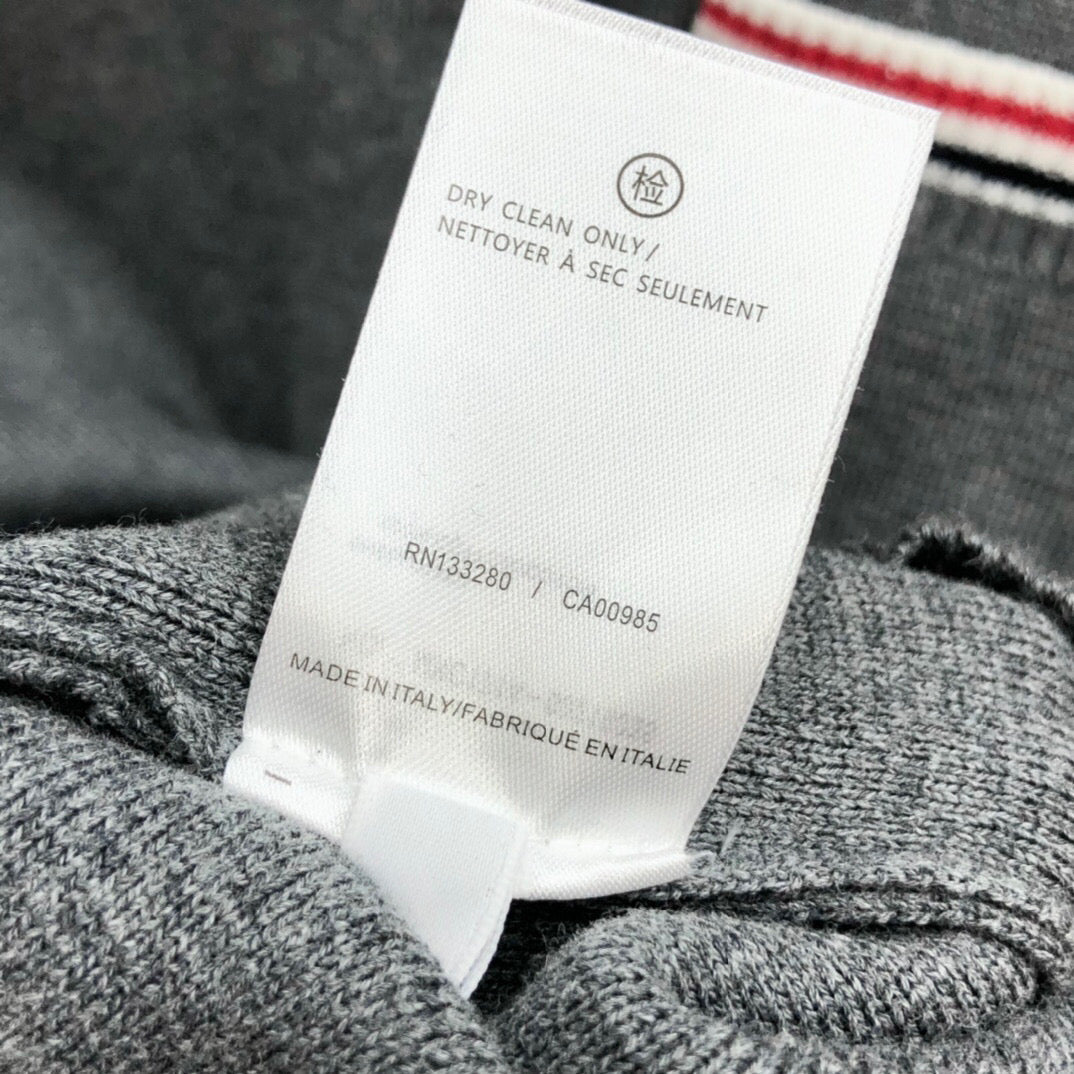 检
DRY CLEAN ONLY/
NETTOYER À SEC SEULEMENT
RN133280 / CA00985
MADE IN ITALY/FABRIQUÉ EN ITALIE